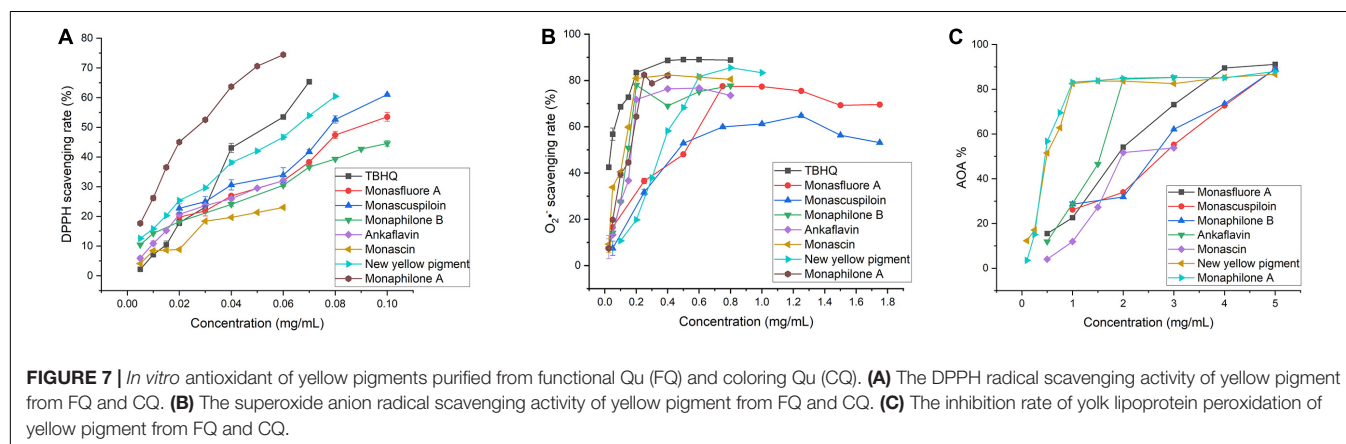 A
DPPH scavenging rate (%)
80
75
70
65
60
55
50
45
40
35
30
25
20
15
10
5
0
0.00 0.02 0.04 0.06 0.08 0.10
Concentration (mg/mL)
TBHQ
Monasfluore A
Monascuspiloin
Monaphilone B
Ankaflavin
Monascin
New yellow pigment
Monaphilone A
B
O₂•⁻ scavenging rate (%)
100
80
60
40
20
0
0.0 0.2 0.4 0.6 0.8 1.0 1.2 1.4 1.6 1.8
Concentration (mg/mL)
TBHQ
Monasfluore A
Monascuspiloin
Monaphilone B
Ankaflavin
Monascin
New yellow pigment
Monaphilone A
C
AOA %
100
80
60
40
20
0
0 1 2 3 4 5
Concentration (mg/mL)
Monasfluore A
Monascuspiloin
Monaphilone B
Ankaflavin
Monascin
New yellow pigment
Monaphilone A
FIGURE 7 | In vitro antioxidant of yellow pigments purified from functional Qu (FQ) and coloring Qu (CQ). (A) The DPPH radical scavenging activity of yellow pigment
from FQ and CQ. (B) The superoxide anion radical scavenging activity of yellow pigment from FQ and CQ. (C) The inhibition rate of yolk lipoprotein peroxidation of
yellow pigment from FQ and CQ.